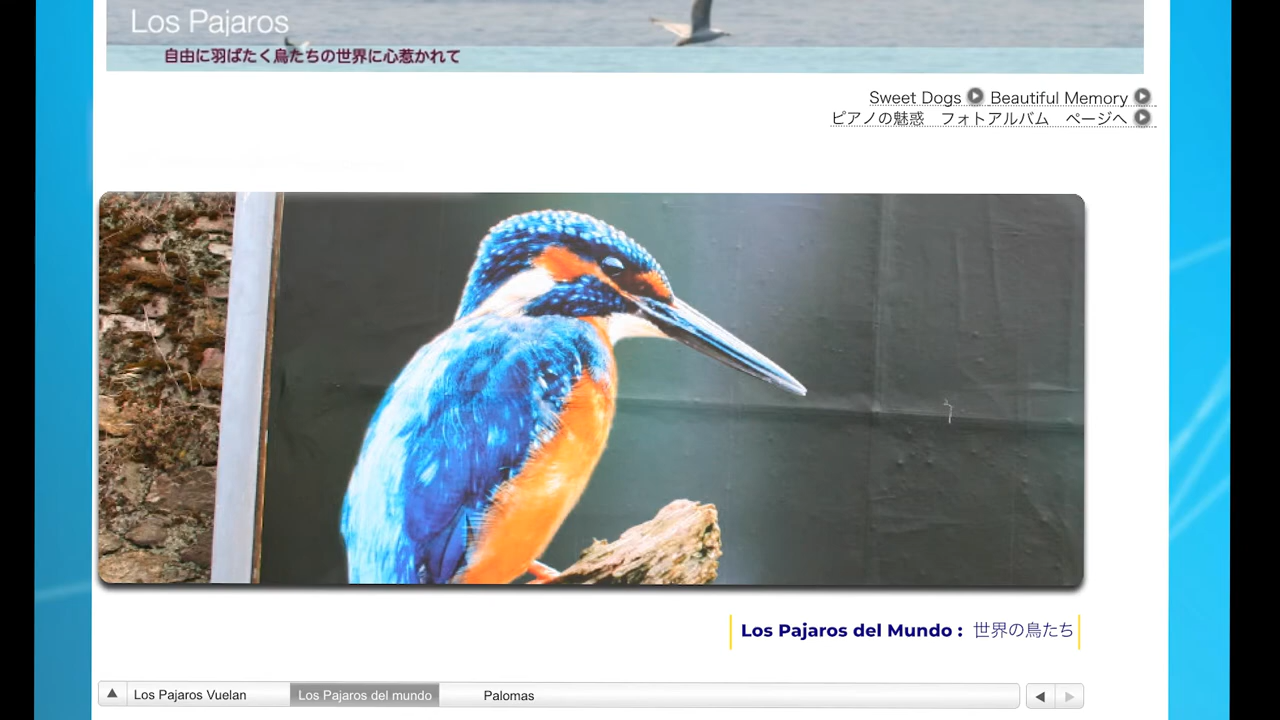 Los Pajaros
自由に羽ばたく鳥たちの世界に心惹かれて
Sweet Dogs Beautiful Memory
ピアノの魅惑　フォトアルバム　ページへ
Los Pajaros del Mundo : 世界の鳥たち
Los Pajaros Vuelan Los Pajaros del mundo Palomas